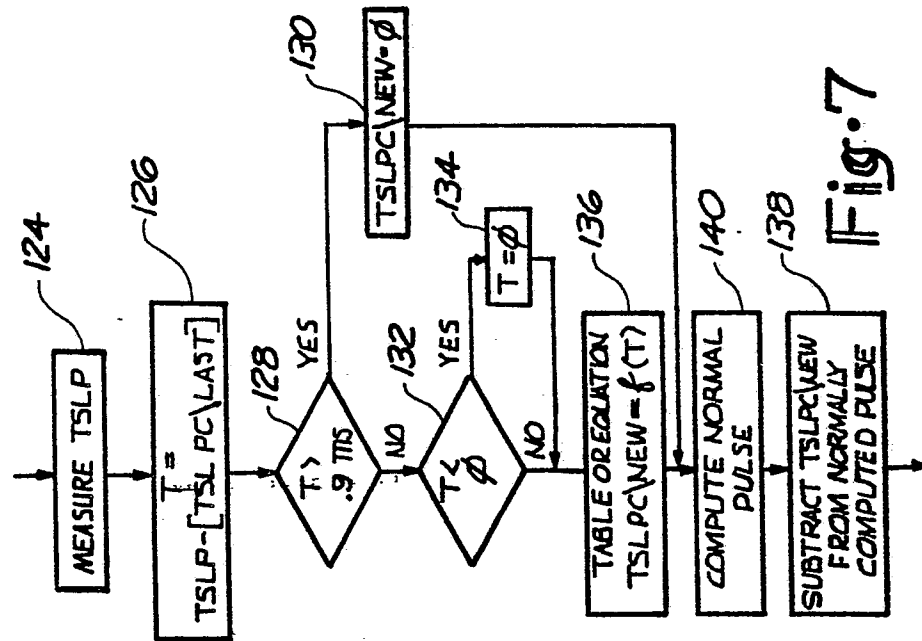 124
MEASURE TSLP
126
T=
TSLP-[TSLPC\LAST]
128
T>
.9 MS
YES
NO
130
TSLPC\NEW=Ø
132
T<
Ø
YES
NO
134
T=Ø
136
TABLE OR EQUATION
TSLPC\NEW=f(T)
140
COMPUTE NORMAL
PULSE
138
SUBTRACT TSLPC\NEW
FROM NORMALLY
COMPUTED PULSE
Fig. 7